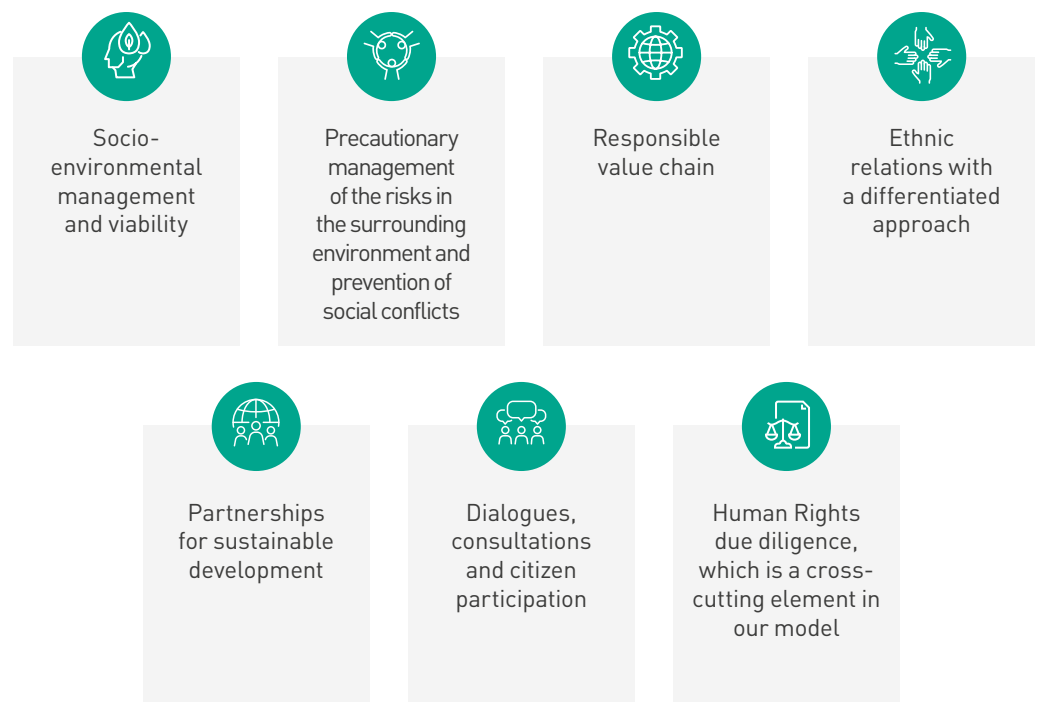 Socio-
environmental
management
and viability
Precautionary
management
of the risks in
the surrounding
environment and
prevention of
social conflicts
Responsible
value chain
Ethnic
relations with
a differentiated
approach
Partnerships
for sustainable
development
Dialogues,
consultations
and citizen
participation
Human Rights
due diligence,
which is a cross-
cutting element in
our model